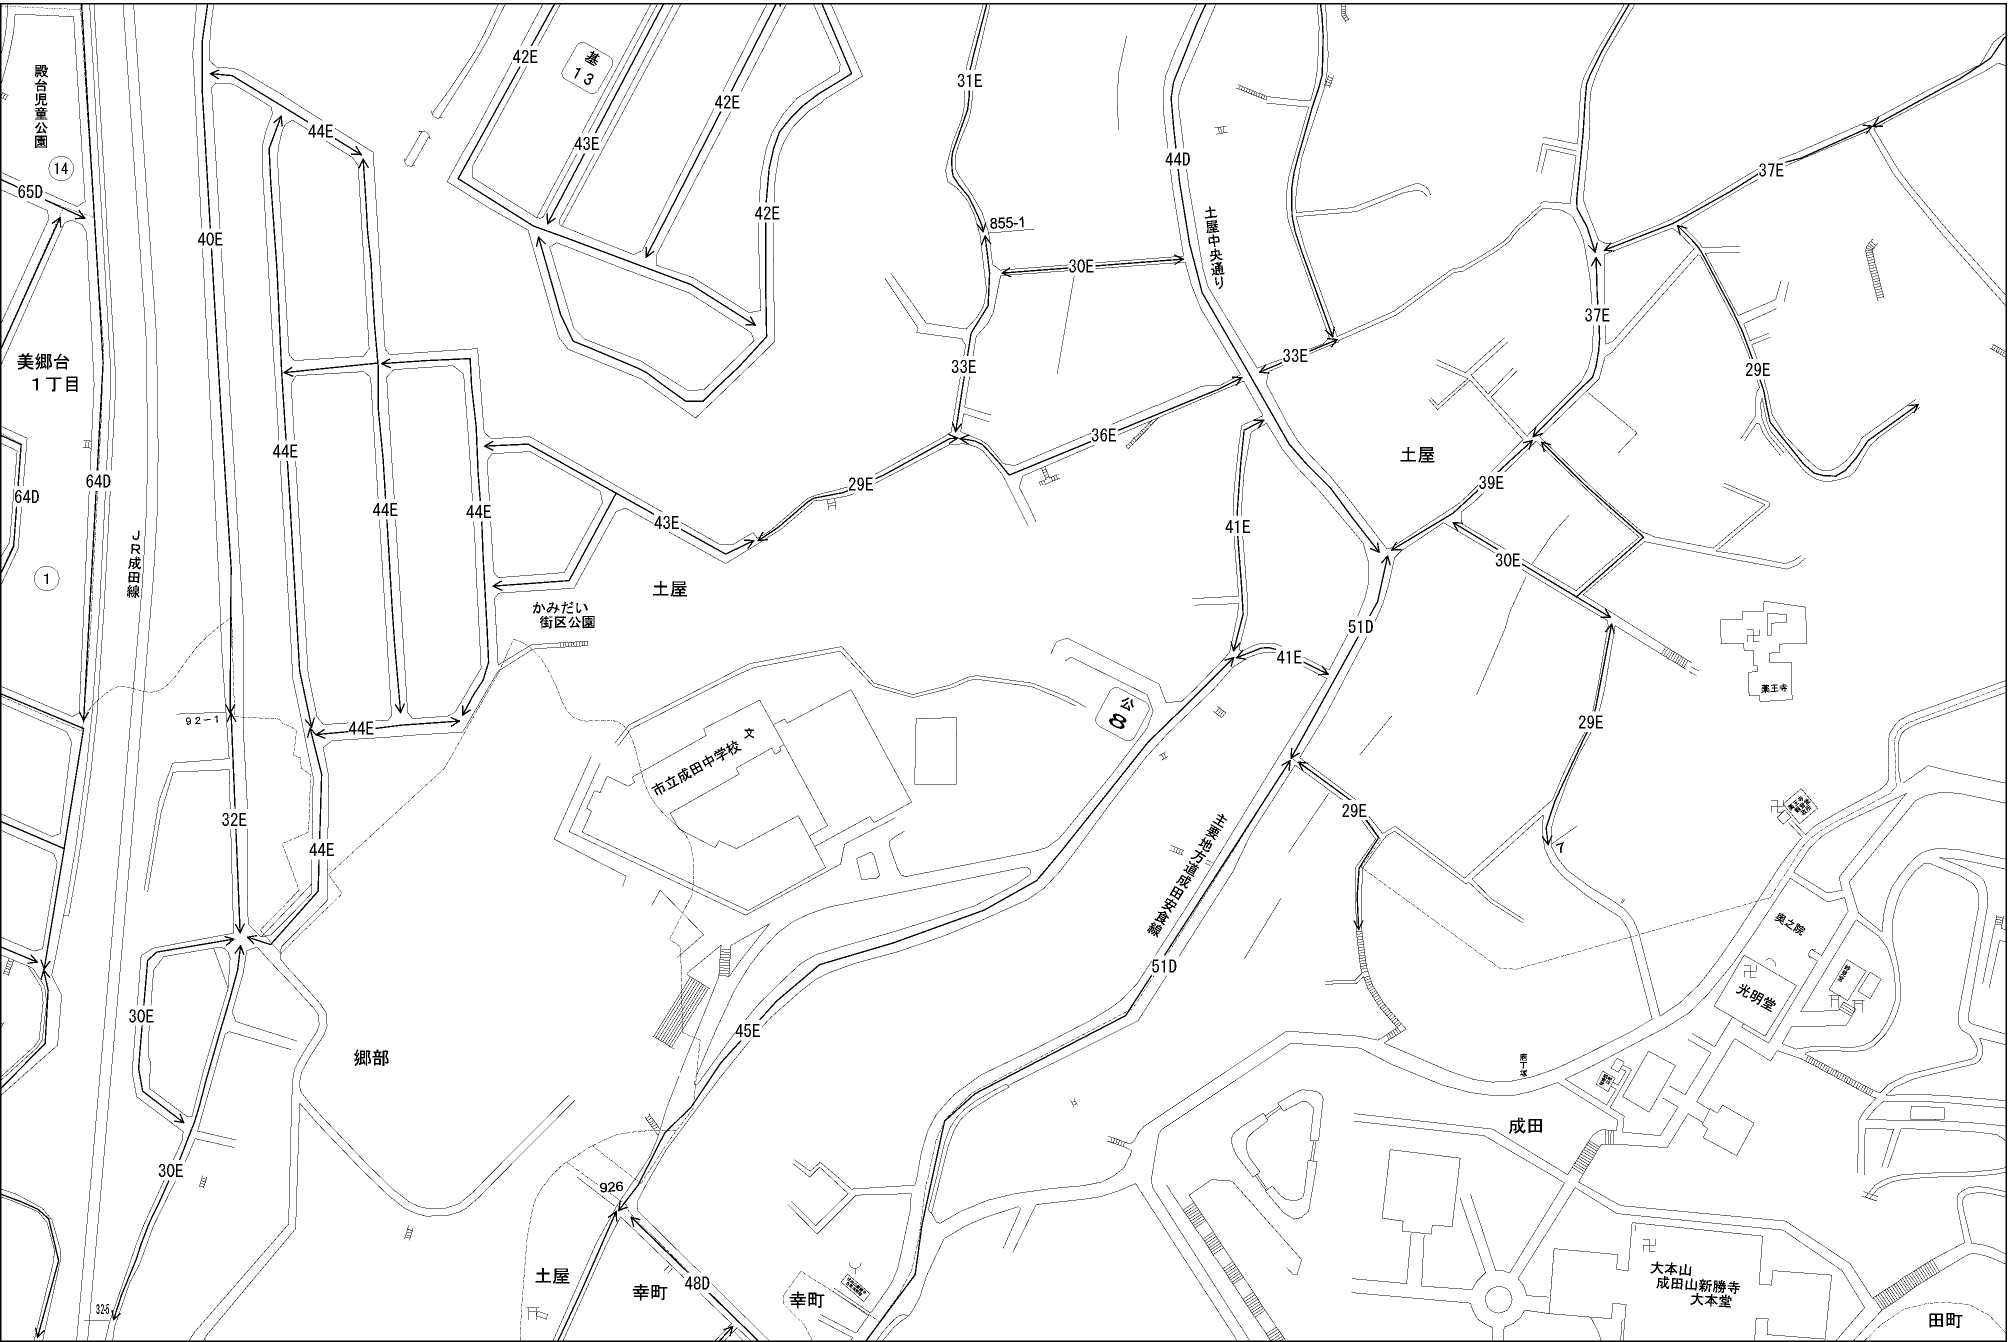 42E
基
13
殿台児童公園
31E
42E
44E
43E
44D
14
37E
65D
42E
855-1
40E
土屋中央通り
30E
37E
美郷台
1丁目
33E
33E
29E
44E
36E
土屋
64D
64D
29E
39E
44E
44E
43E
41E
30E
JR成田線
1
土屋
かみだい
街区公園
51D
41E
薬王寺
92-1
44E
公
8
29E
文
市立成田中学校
32E
29E
44E
主要地方道成田安食線
7
奥之院
51D
光明堂
30E
45E
郷部
成田
30E
926
土屋
幸町
48D
幸町
大本山
成田山新勝寺
大本堂
325
田町